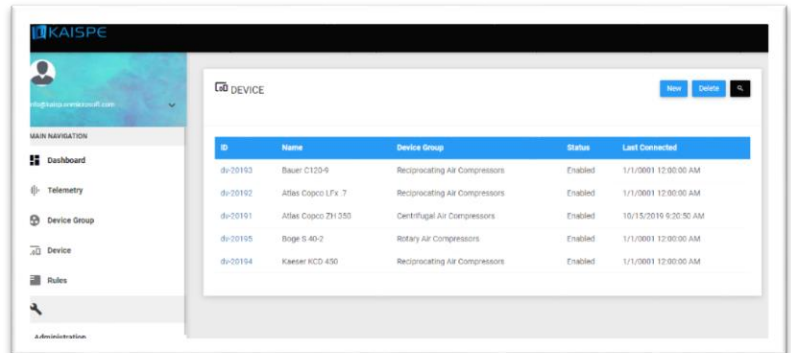 KAISPE
MAIN NAVIGATION
Dashboard
Telemetry
Device Group
Device
Rules
Administration
DEVICE
New Delete
ID Name Device Group Status Last Connected
dv-20193 Bauer C120-9 Reciprocating Air Compressors Enabled 1/1/0001 12:00:00 AM
dv-20192 Atlas Copco LFx .7 Reciprocating Air Compressors Enabled 1/1/0001 12:00:00 AM
dv-20191 Atlas Copco ZH 350 Centrifugal Air Compressors Enabled 10/15/2019 9:20:50 AM
dv-20195 Boge S 40-2 Rotary Air Compressors Enabled 1/1/0001 12:00:00 AM
dv-20194 Kaeser KCD 450 Reciprocating Air Compressors Enabled 1/1/0001 12:00:00 AM